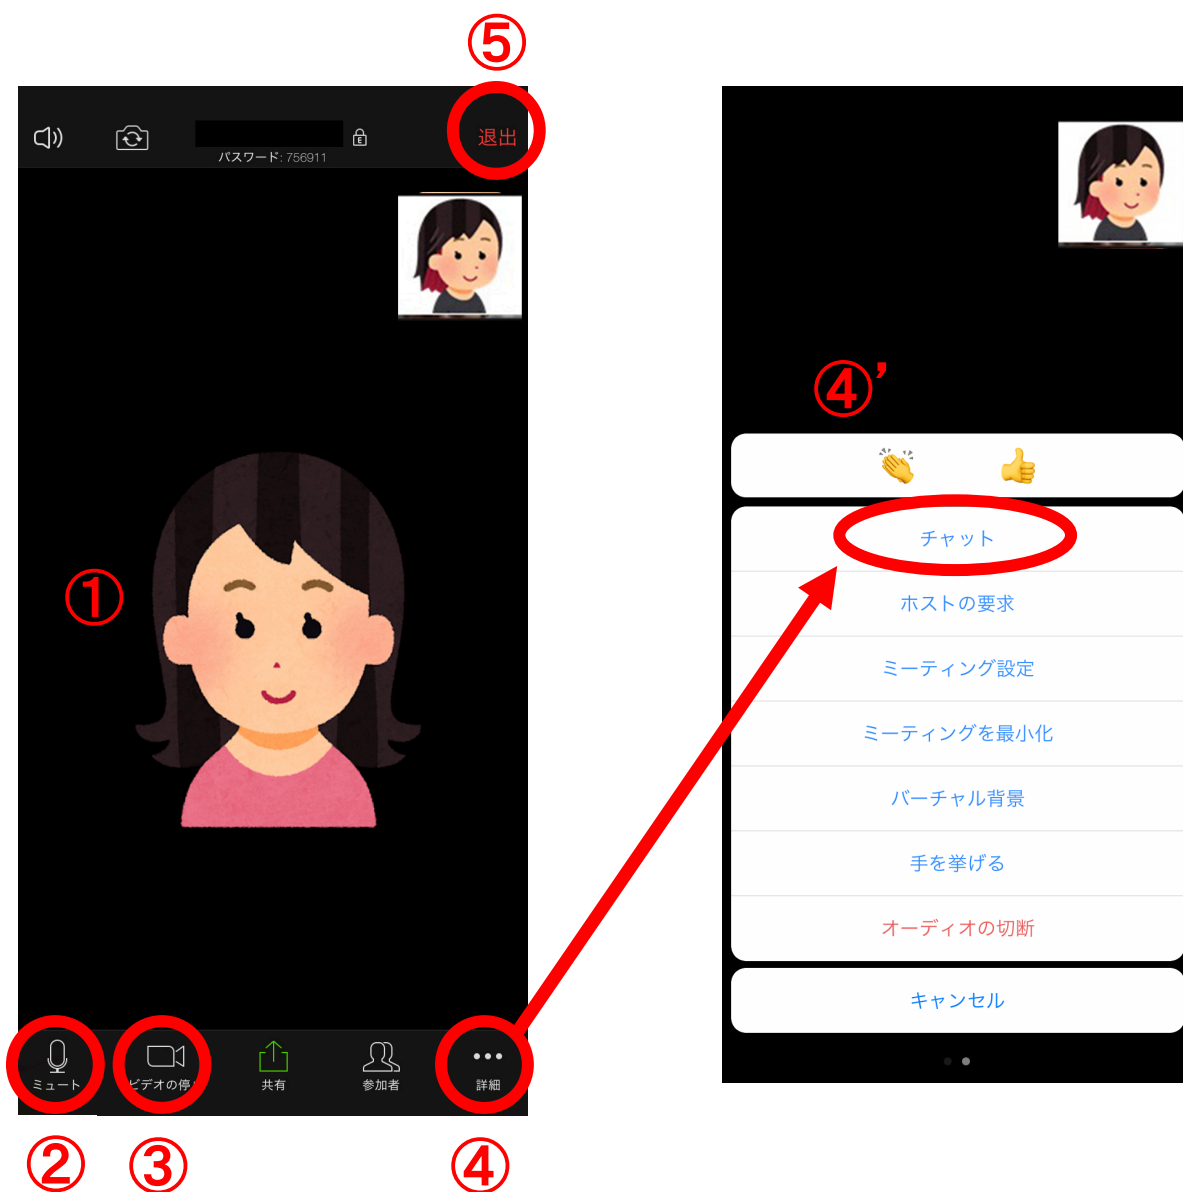 ⑤
退出
パスワード: 756911
①
ミュート
ビデオの停
共有
参加者
詳細
②
③
④
④’
チャット
ホストの要求
ミーティング設定
ミーティングを最小化
バーチャル背景
手を挙げる
オーディオの切断
キャンセル